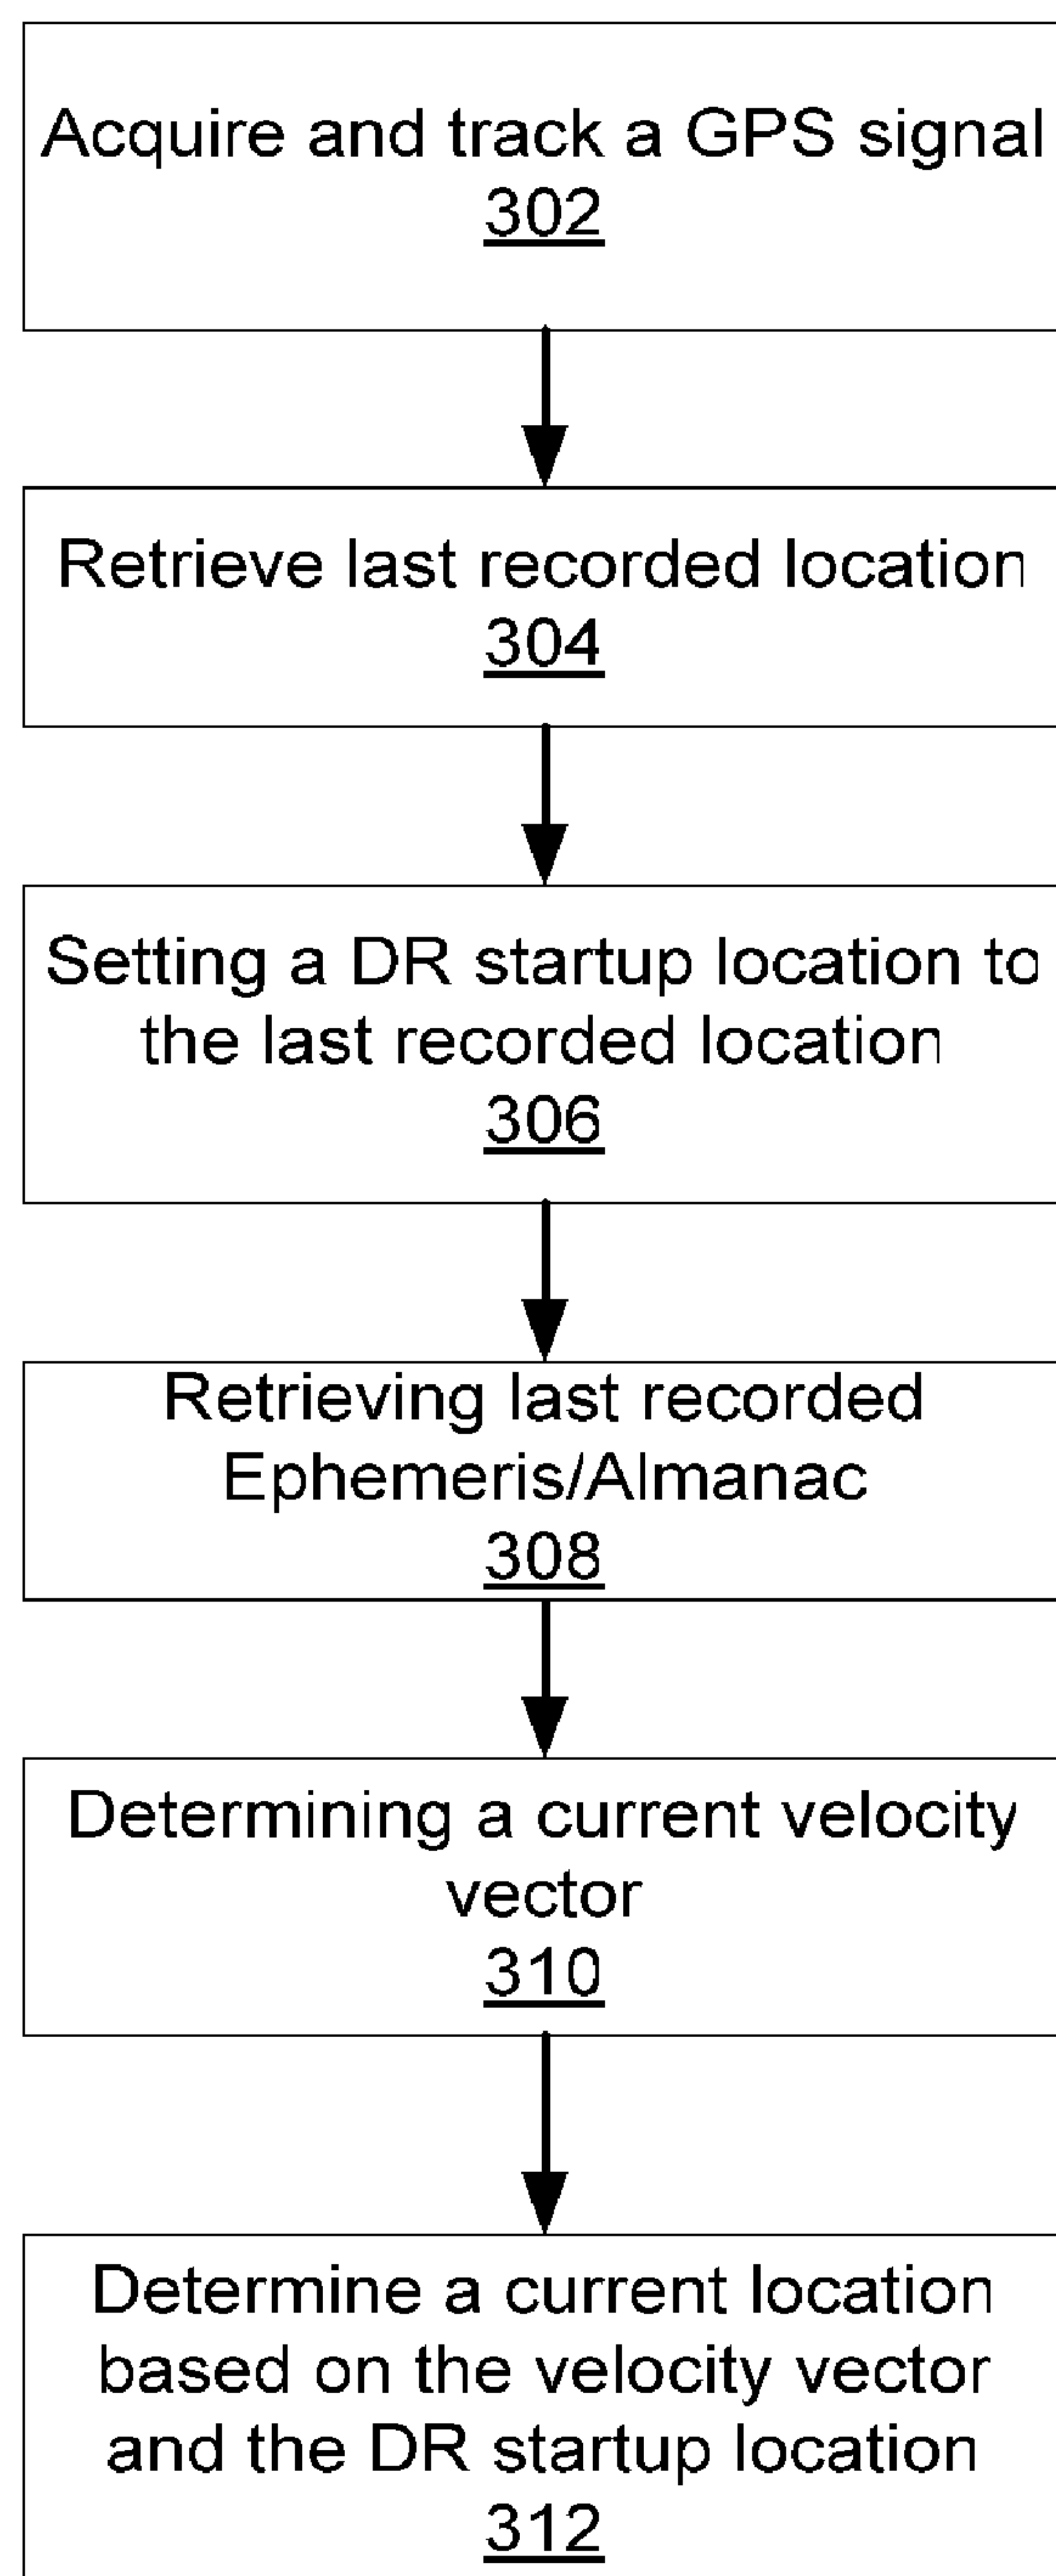 Acquire and track a GPS signal
302
Retrieve last recorded location
304
Setting a DR startup location to
the last recorded location
306
Retrieving last recorded
Ephemeris/Almanac
308
Determining a current velocity
vector
310
Determine a current location
based on the velocity vector
and the DR startup location
312